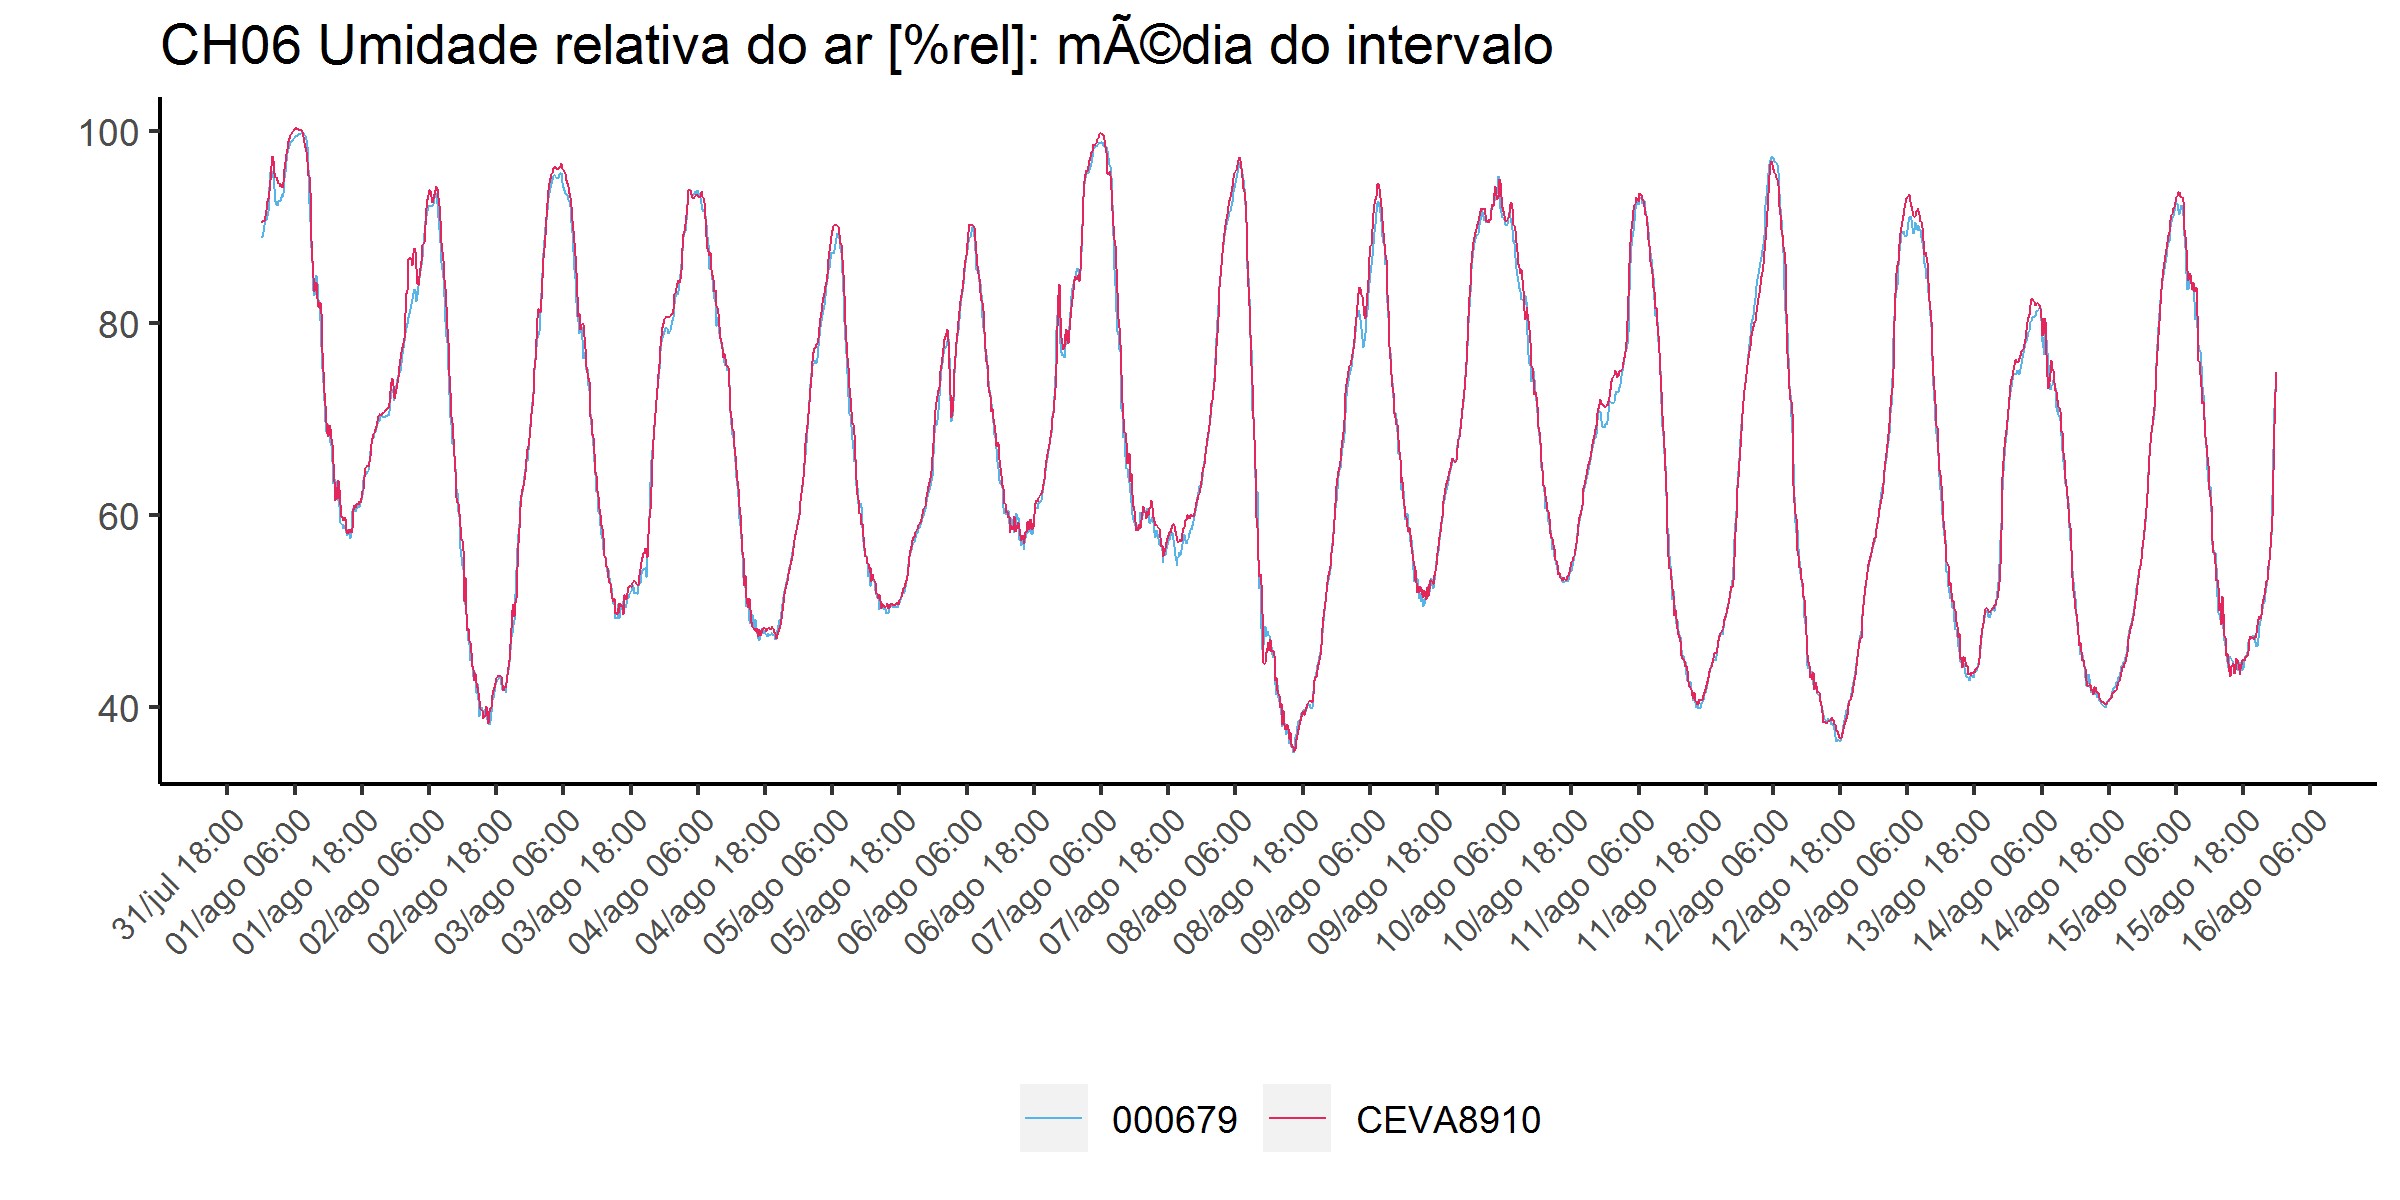 CH06 Umidade relativa do ar [%rel]: mÃ©dia do intervalo
100
80
60
40
31/jul 18:00
01/ago 06:00
01/ago 18:00
02/ago 06:00
02/ago 18:00
03/ago 06:00
03/ago 18:00
04/ago 06:00
04/ago 18:00
05/ago 06:00
05/ago 18:00
06/ago 06:00
06/ago 18:00
07/ago 06:00
07/ago 18:00
08/ago 06:00
08/ago 18:00
09/ago 06:00
09/ago 18:00
10/ago 06:00
10/ago 18:00
11/ago 06:00
11/ago 18:00
12/ago 06:00
12/ago 18:00
13/ago 06:00
13/ago 18:00
14/ago 06:00
14/ago 18:00
15/ago 06:00
15/ago 18:00
16/ago 06:00
000679 CEVA8910